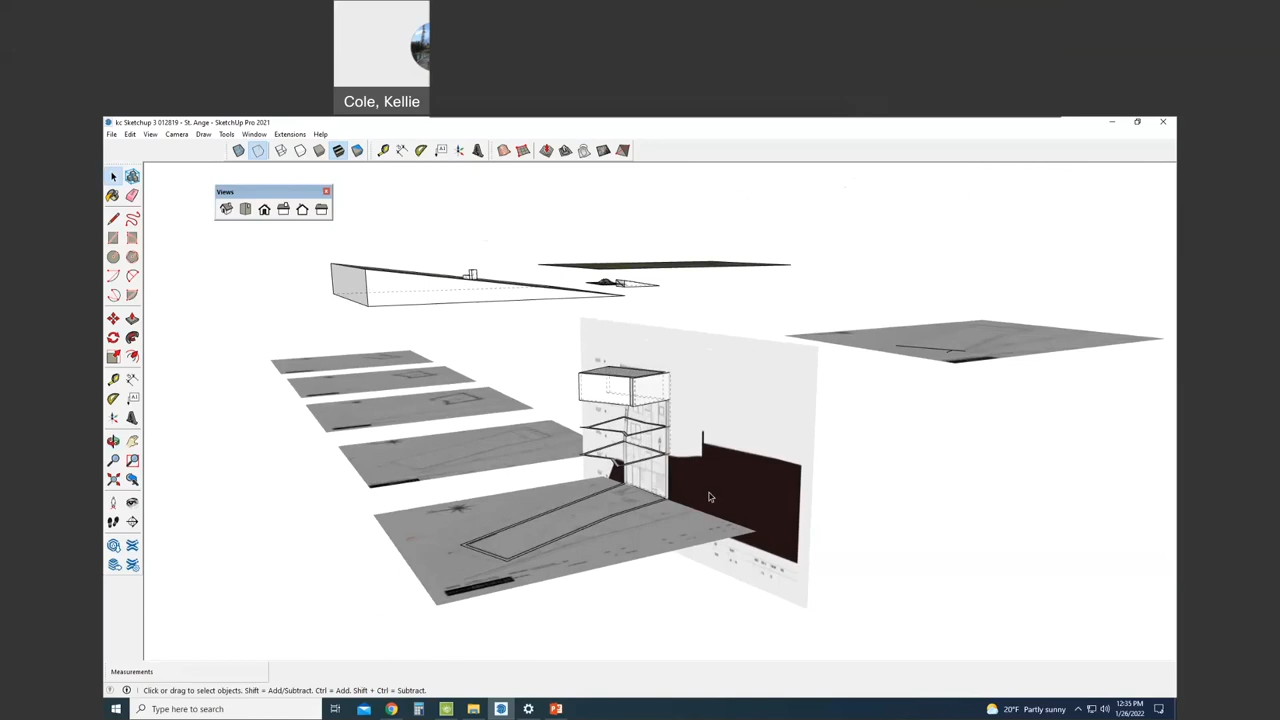 Cole, Kellie
kc Sketchup 3 012819 - St. Ange - SketchUp Pro 2021
File Edit View Camera Draw Tools Window Extensions Help
Views
Measurements
Click or drag to select objects. Shift = Add/Subtract. Ctrl = Add. Shift + Ctrl = Subtract.
Type here to search
20°F Partly sunny
12:35 PM
1/26/2022